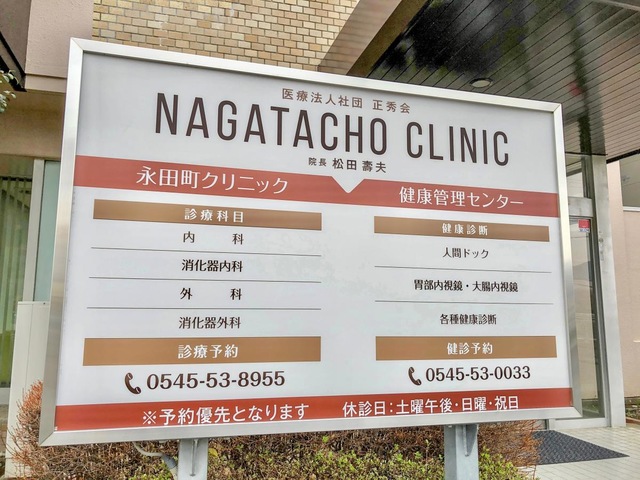 医療法人社団 正秀会
NAGATACHO CLINIC
院長 松田 壽夫
永田町クリニック
診療科目
内 科
消化器内科
外 科
消化器外科
診療予約
0545-53-8955
健康管理センター
健康診断
人間ドック
胃部内視鏡・大腸内視鏡
各種健康診断
健診予約
0545-53-0033
※予約優先となります 休診日:土曜午後・日曜・祝日